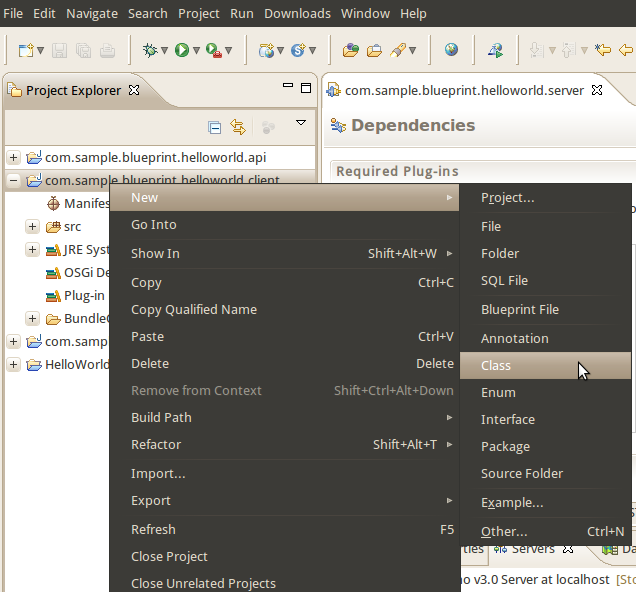 File Edit Navigate Search Project Run Downloads Window Help
Project Explorer
com.sample.blueprint.helloworld.server
Dependencies
Required Plug-ins
com.sample.blueprint.helloworld.api
com.sample.blueprint.helloworld.client
Manifes
src
JRE Sys
OSGi De
Plug-in
Bundle
com.samp
HelloWorld
New
Go Into
Show In Shift+Alt+W
Copy Ctrl+C
Copy Qualified Name
Paste Ctrl+V
Delete Delete
Remove from Context Shift+Ctrl+Alt+Down
Build Path
Refactor Shift+Alt+T
Import...
Export
Refresh F5
Close Project
Close Unrelated Projects
Project...
File
Folder
SQL File
Blueprint File
Annotation
Class
Enum
Interface
Package
Source Folder
Example...
Other... Ctrl+N
ties Servers Da
no v3.0 Server at localhost [Sto